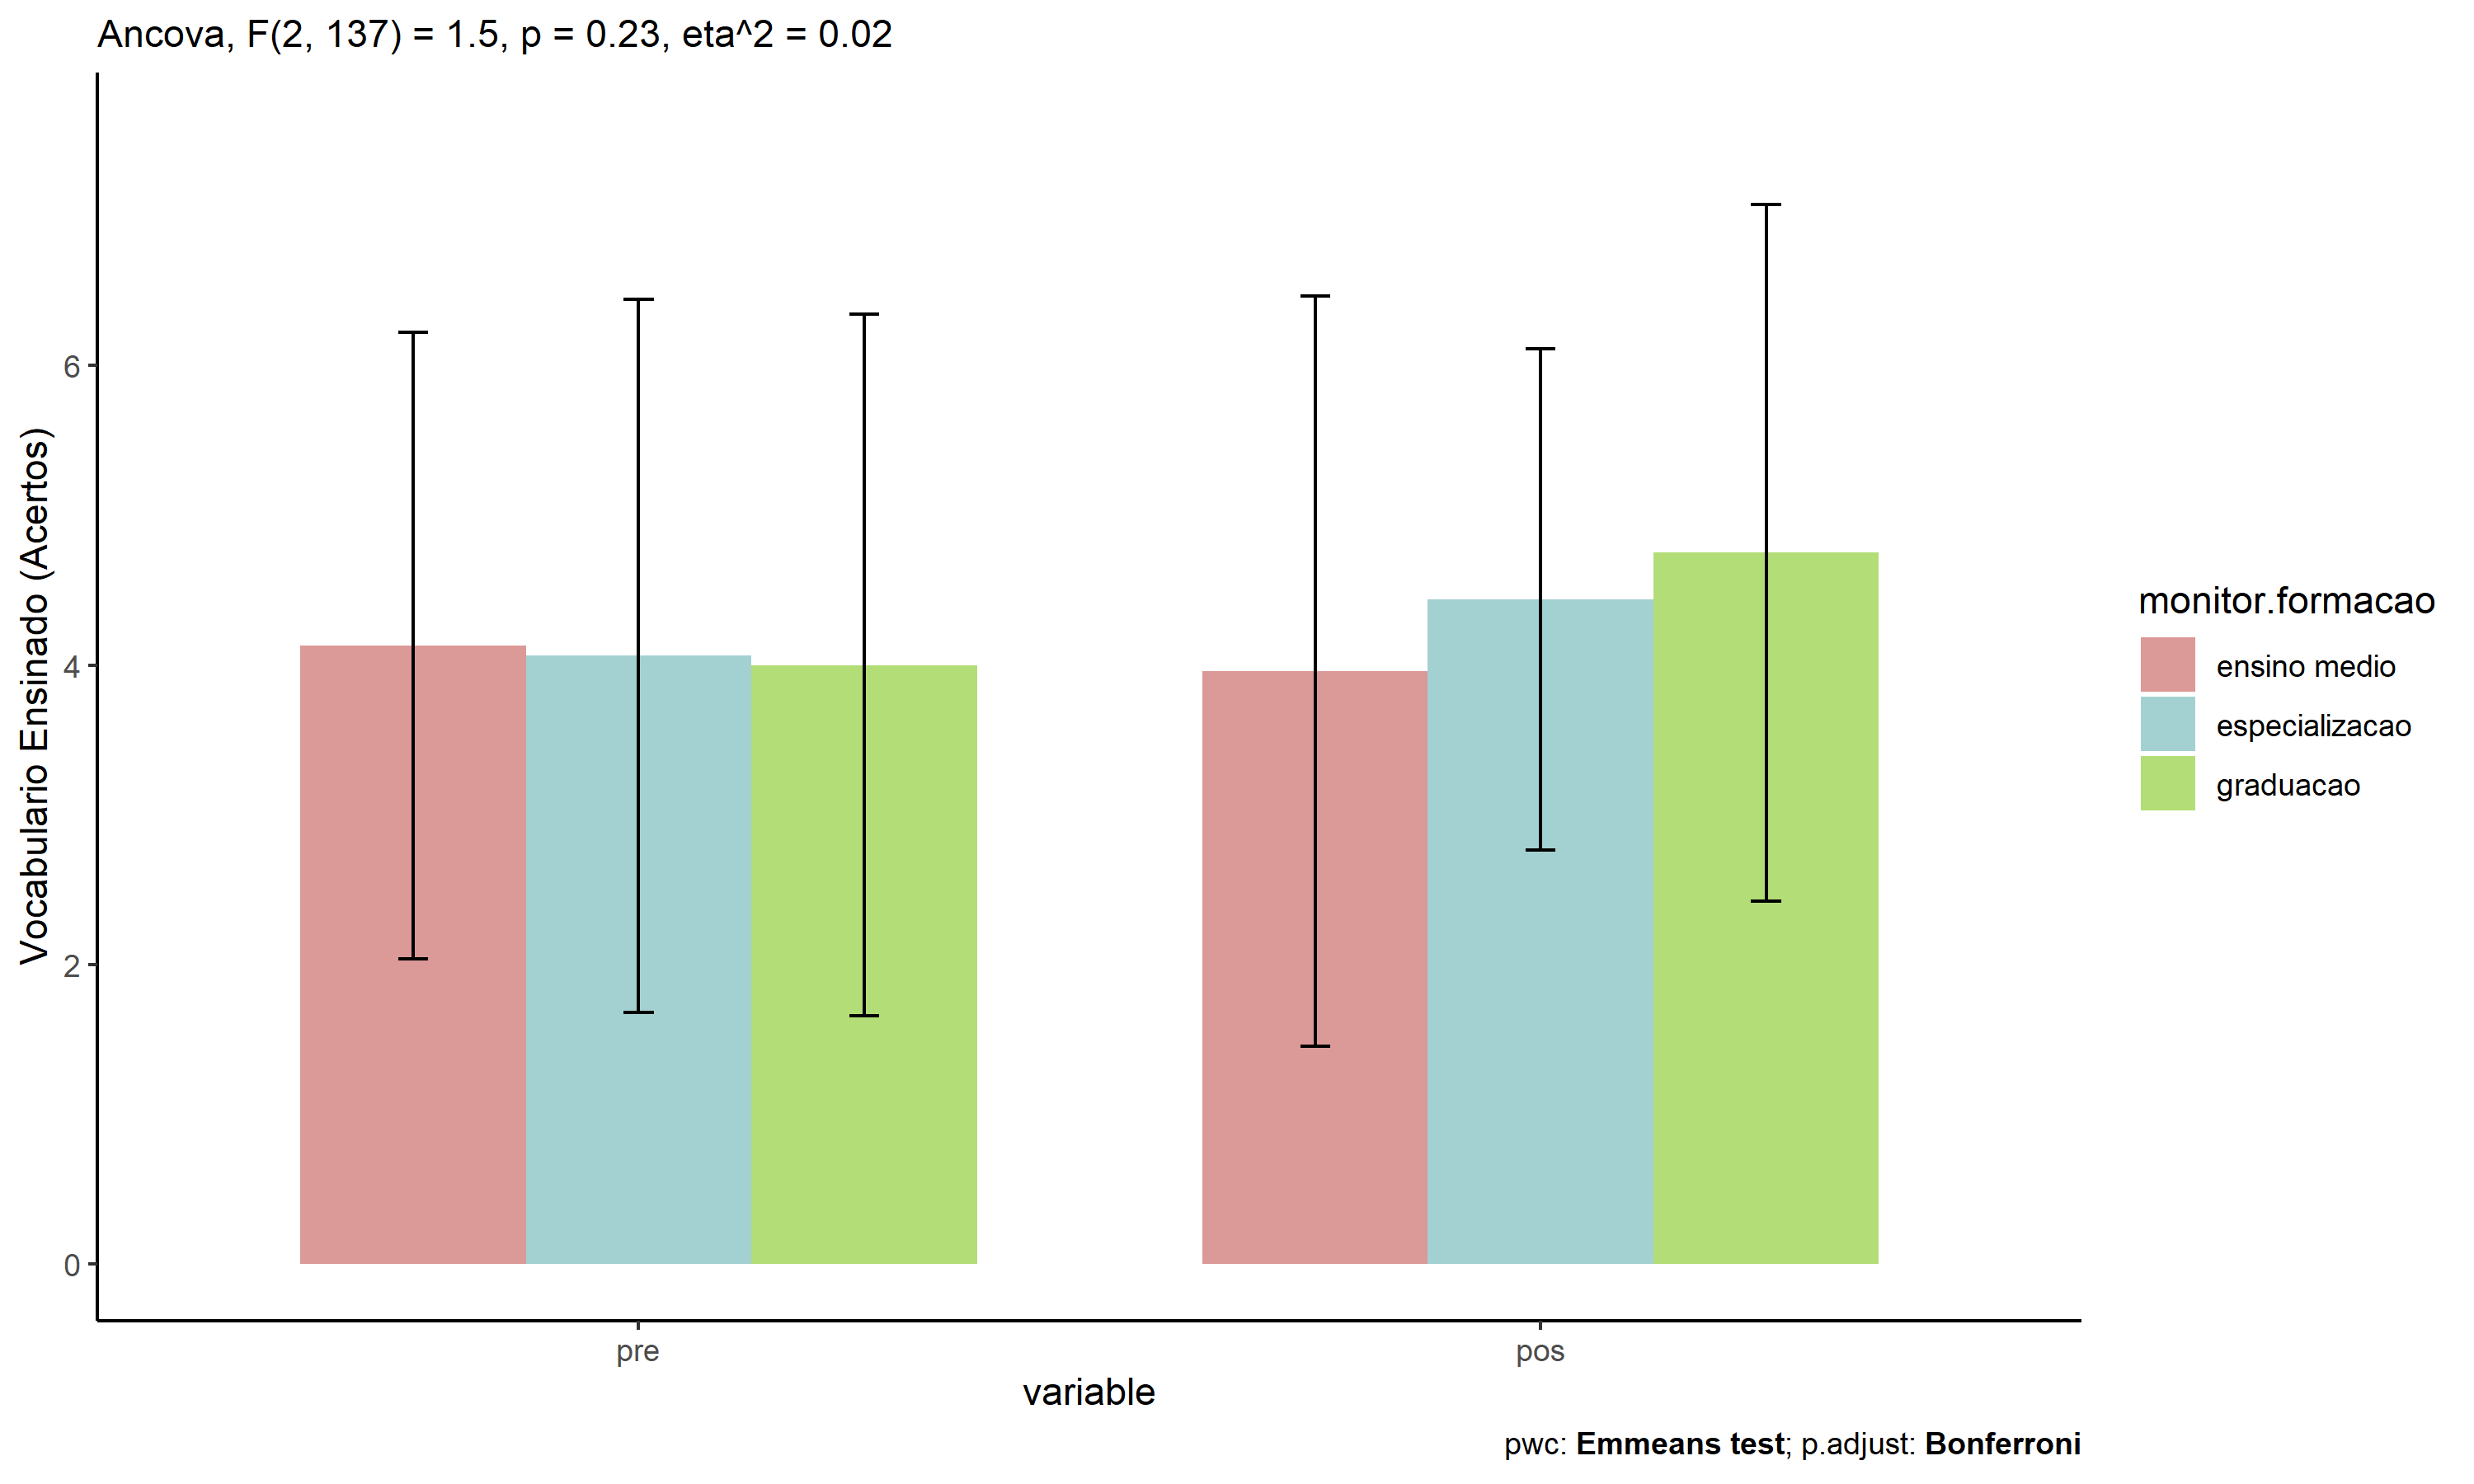 Ancova, F(2, 137) = 1.5, p = 0.23, eta^2 = 0.02
Vocabulario Ensinado (Acertos)
6
4
2
0
pre
pos
variable
monitor.formacao
ensino medio
especializacao
graduacao
pwc: Emmeans test; p.adjust: Bonferroni